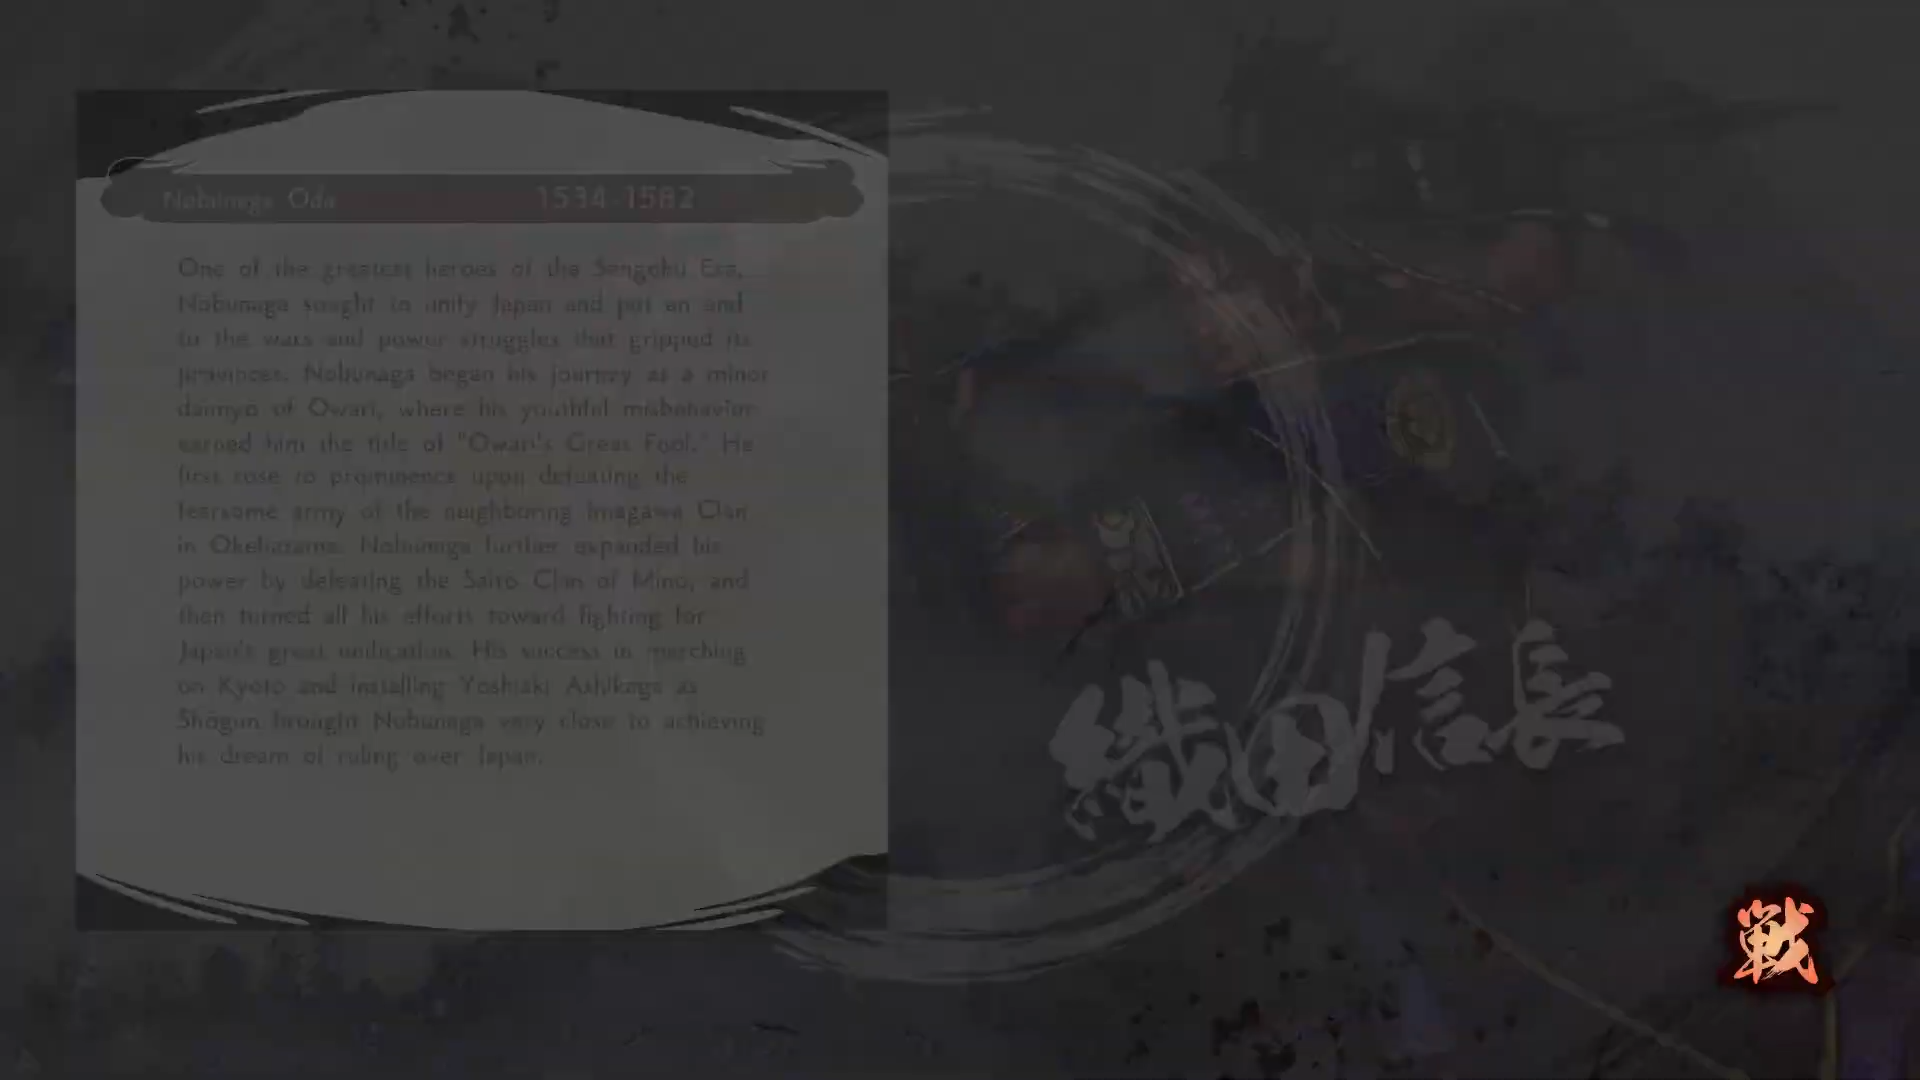 Nobunaga Oda 1534-1582
One of the greatest heroes of the Sengoku Era,
Nobunaga sought to unify Japan and put an end
to the wars and power struggles that gripped its
provinces. Nobunaga began his journey as a minor
daimyō of Owari, where his youthful misbehavior
earned him the title of "Owari's Great Fool." He
first rose to prominence upon defeating the
fearsome army of the neighboring Imagawa Clan
in Okehazama. Nobunaga further expanded his
power by defeating the Saitō Clan of Mino, and
then turned all his efforts toward fighting for
Japan's great unification. His success in marching
on Kyoto and installing Yoshiaki Ashikaga as
Shōgun brought Nobunaga very close to achieving
his dream of ruling over Japan.
織田信長
戦